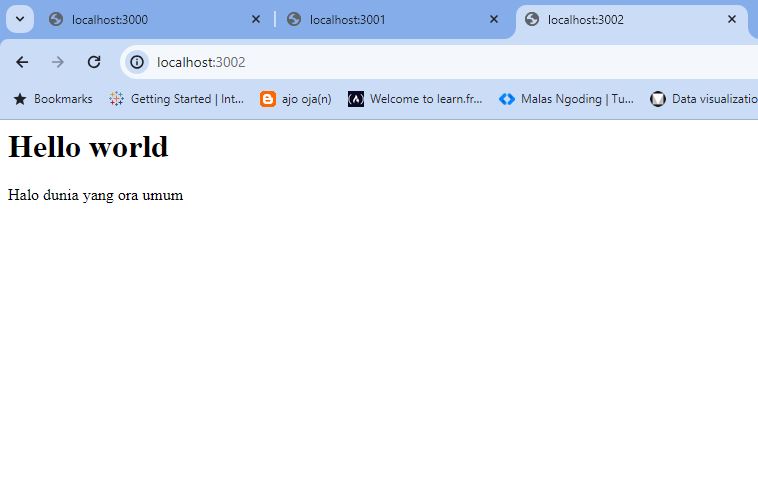 localhost:3000 localhost:3001 localhost:3002
localhost:3002
Bookmarks Getting Started | Int... ajo oja(n) Welcome to learn.fr... Malas Ngoding | Tu... Data visualizatio
Hello world
Halo dunia yang ora umum